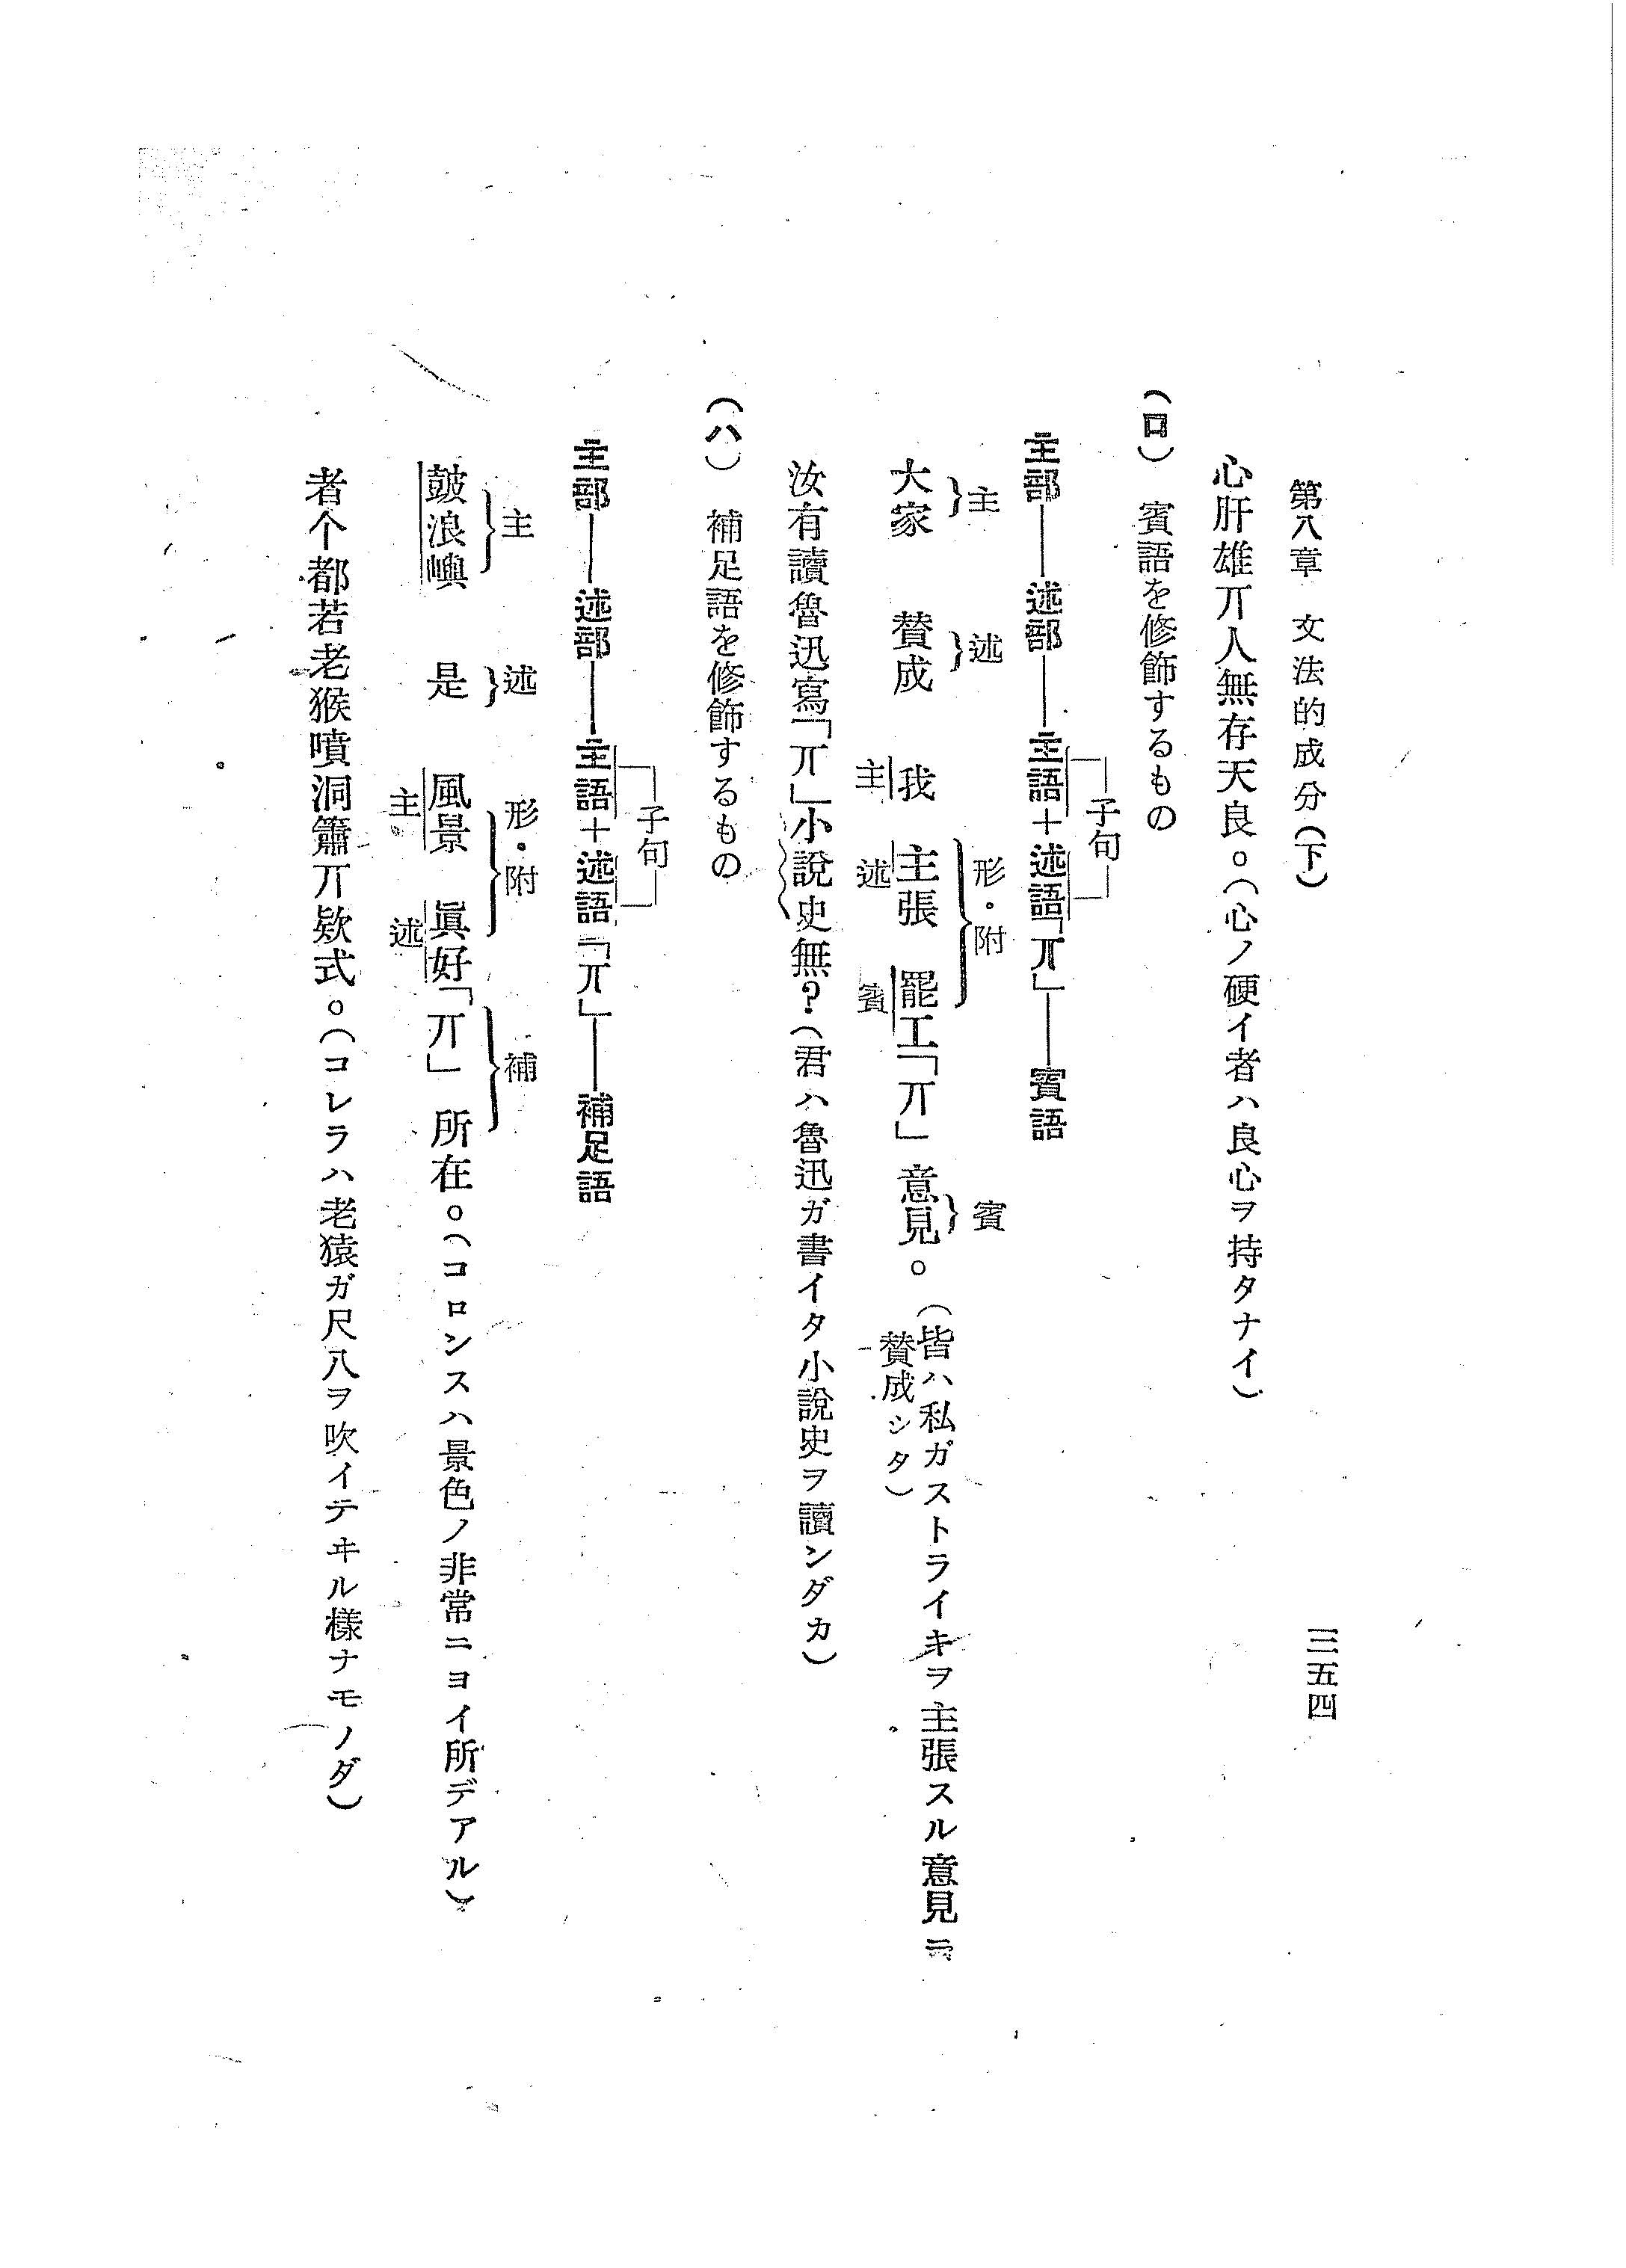 第八章 文法的成分（下）
三五四
心肝雄丌人無存天良。（心ノ硬イ者ハ良心ヲ持タナイ）
（ロ） 賓語を修飾するもの
子句
主部——述部——主語＋述語「丌」——賓語
主 述 形・附 賓
大家 贊成 我 主張 罷工「丌」意見。（皆ハ私ガストライキヲ主張スル意見ニ
贊成シタ）
主 述 賓
汝有讀魯迅寫「丌」小說史無？（君ハ魯迅ガ書イタ小說史ヲ讀ンダカ）
（ハ） 補足語を修飾するもの
子句
主部——述部——主語＋述語「丌」——補足語
主 述 形・附 補
鼓浪嶼 是 風景 眞好「丌」 所在。（コロンスハ景色ノ非常ニヨイ所デアル）
主 述
者个都若老猴噴洞簫丌欵式。（コレラハ老猿ガ尺八ヲ吹イテヰル樣ナモノダ）